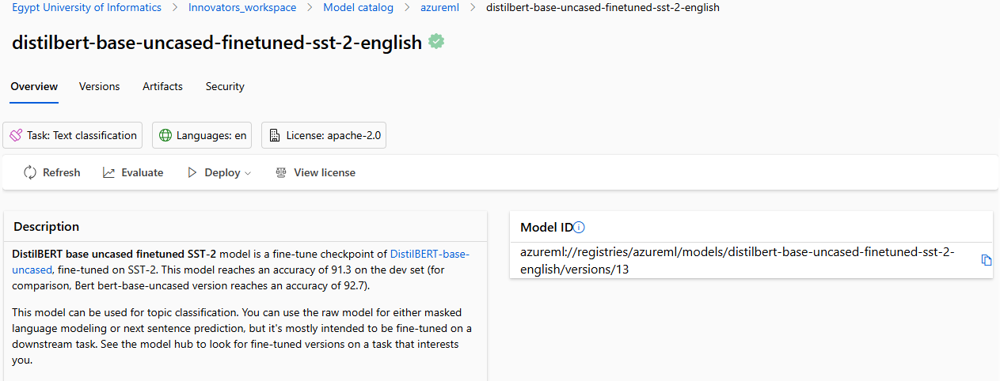 Egypt University of Informatics > Innovators_workspace > Model catalog > azureml > distilbert-base-uncased-finetuned-sst-2-english
distilbert-base-uncased-finetuned-sst-2-english
Overview Versions Artifacts Security
Task: Text classification Languages: en License: apache-2.0
Refresh Evaluate Deploy View license
Description
DistilBERT base uncased finetuned SST-2 model is a fine-tune checkpoint of DistilBERT-base-
uncased, fine-tuned on SST-2. This model reaches an accuracy of 91.3 on the dev set (for
comparison, Bert bert-base-uncased version reaches an accuracy of 92.7).
This model can be used for topic classification. You can use the raw model for either masked
language modeling or next sentence prediction, but it's mostly intended to be fine-tuned on a
downstream task. See the model hub to look for fine-tuned versions on a task that interests
you.
Model ID
azureml://registries/azureml/models/distilbert-base-uncased-finetuned-sst-2-
english/versions/13